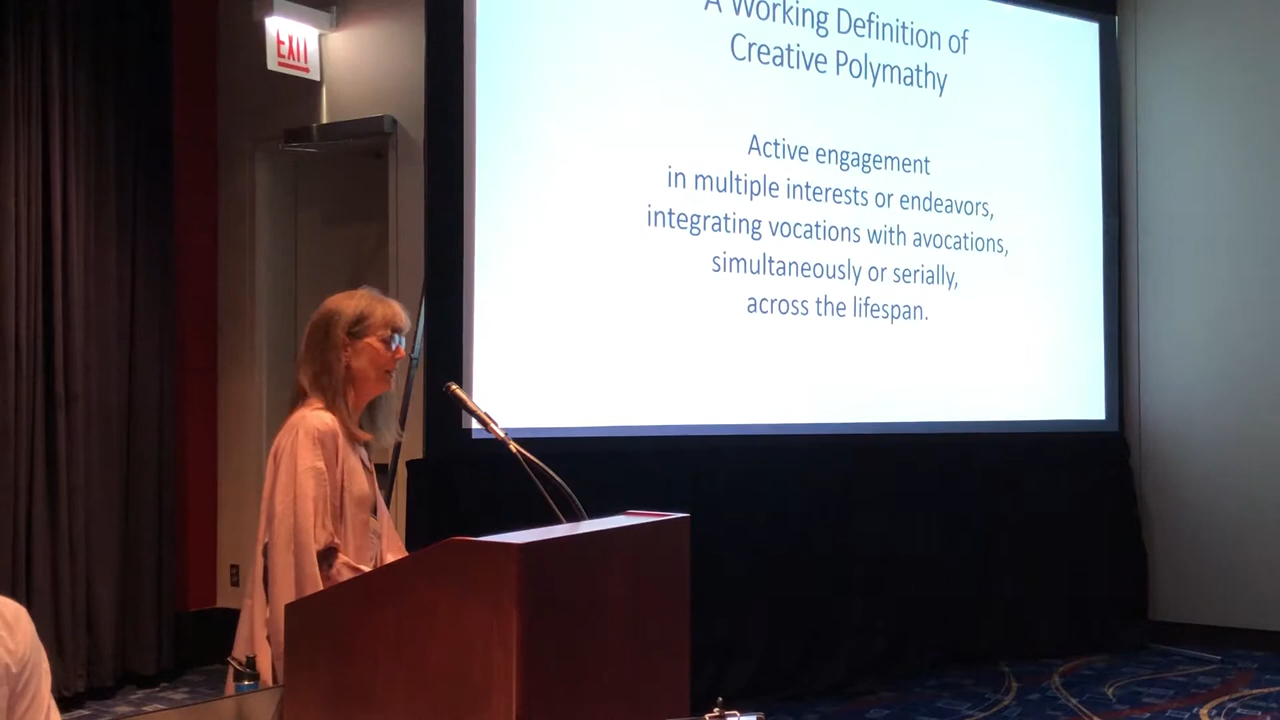 EXIT
A Working Definition of
Creative Polymathy
Active engagement
in multiple interests or endeavors,
integrating vocations with avocations,
simultaneously or serially,
across the lifespan.